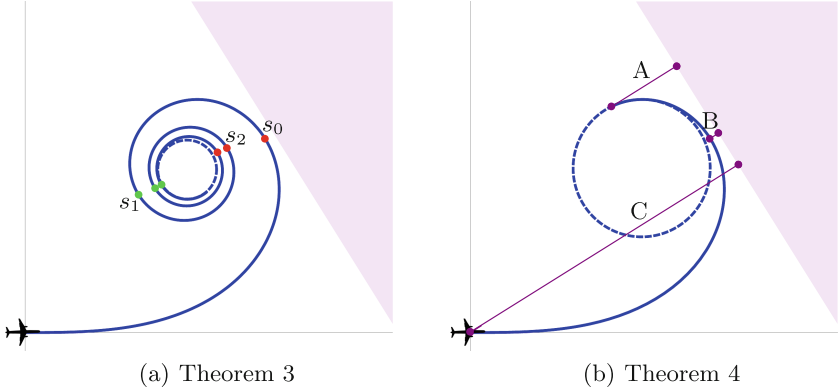 s₀
s₂
s₁
A
B
C
(a) Theorem 3
(b) Theorem 4